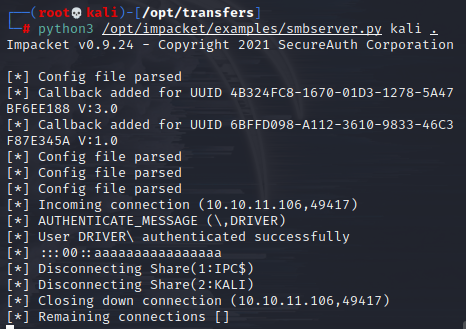 ┌──(root💀kali)-[/opt/transfers]
└─# python3 /opt/impacket/examples/smbserver.py kali .
Impacket v0.9.24 - Copyright 2021 SecureAuth Corporation
[*] Config file parsed
[*] Callback added for UUID 4B324FC8-1670-01D3-1278-5A47
BF6EE188 V:3.0
[*] Callback added for UUID 6BFFD098-A112-3610-9833-46C3
F87E345A V:1.0
[*] Config file parsed
[*] Config file parsed
[*] Config file parsed
[*] Incoming connection (10.10.11.106,49417)
[*] AUTHENTICATE_MESSAGE (\,DRIVER)
[*] User DRIVER\ authenticated successfully
[*] :::00::aaaaaaaaaaaaaaaa
[*] Disconnecting Share(1:IPC$)
[*] Disconnecting Share(2:KALI)
[*] Closing down connection (10.10.11.106,49417)
[*] Remaining connections []